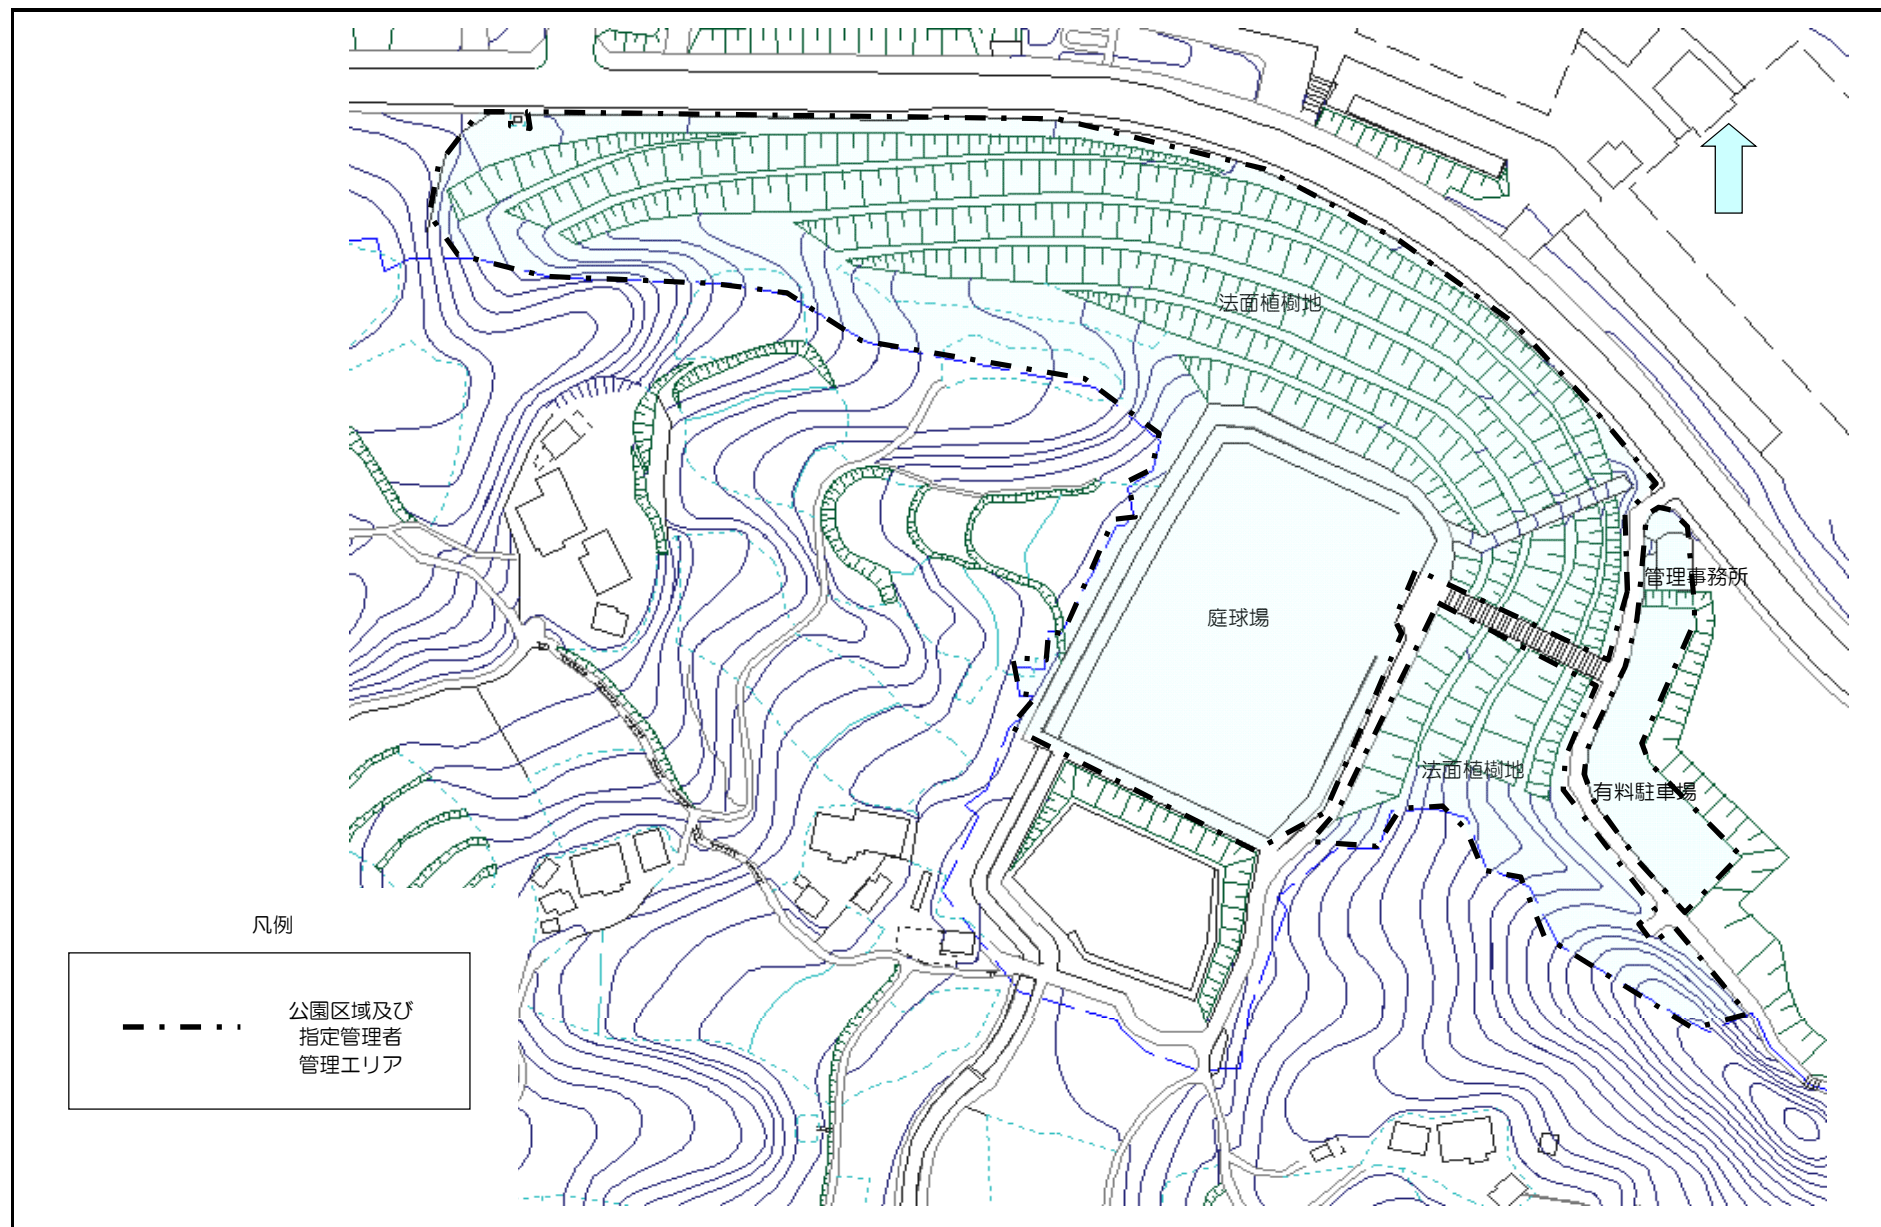 法面植樹地
管理事務所
庭球場
法面植樹地
有料駐車場
凡例
公園区域及び
指定管理者
管理エリア